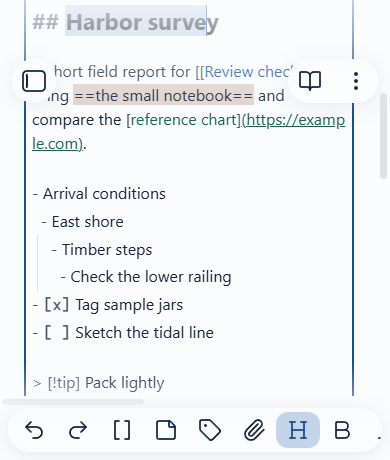 ## Harbor survey
hort field report for [[Review chec
ng ==the small notebook== and
compare the [reference chart](https://examp
le.com).
- Arrival conditions
- East shore
- Timber steps
- Check the lower railing
- [x] Tag sample jars
- [ ] Sketch the tidal line
> [!tip] Pack lightly
H B